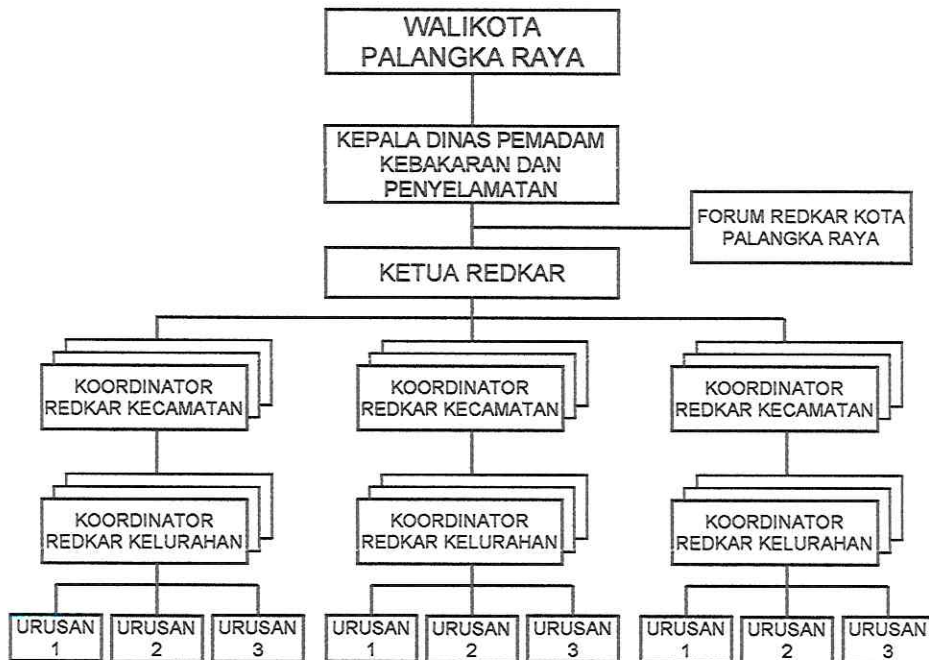 WALIKOTA
PALANGKA RAYA
KEPALA DINAS PEMADAM
KEBAKARAN DAN
PENYELAMATAN
FORUM REDKAR KOTA
PALANGKA RAYA
KETUA REDKAR
KOORDINATOR
REDKAR KECAMATAN
KOORDINATOR
REDKAR KECAMATAN
KOORDINATOR
REDKAR KECAMATAN
KOORDINATOR
REDKAR KELURAHAN
KOORDINATOR
REDKAR KELURAHAN
KOORDINATOR
REDKAR KELURAHAN
URUSAN
1
URUSAN
2
URUSAN
3
URUSAN
1
URUSAN
2
URUSAN
3
URUSAN
1
URUSAN
2
URUSAN
3